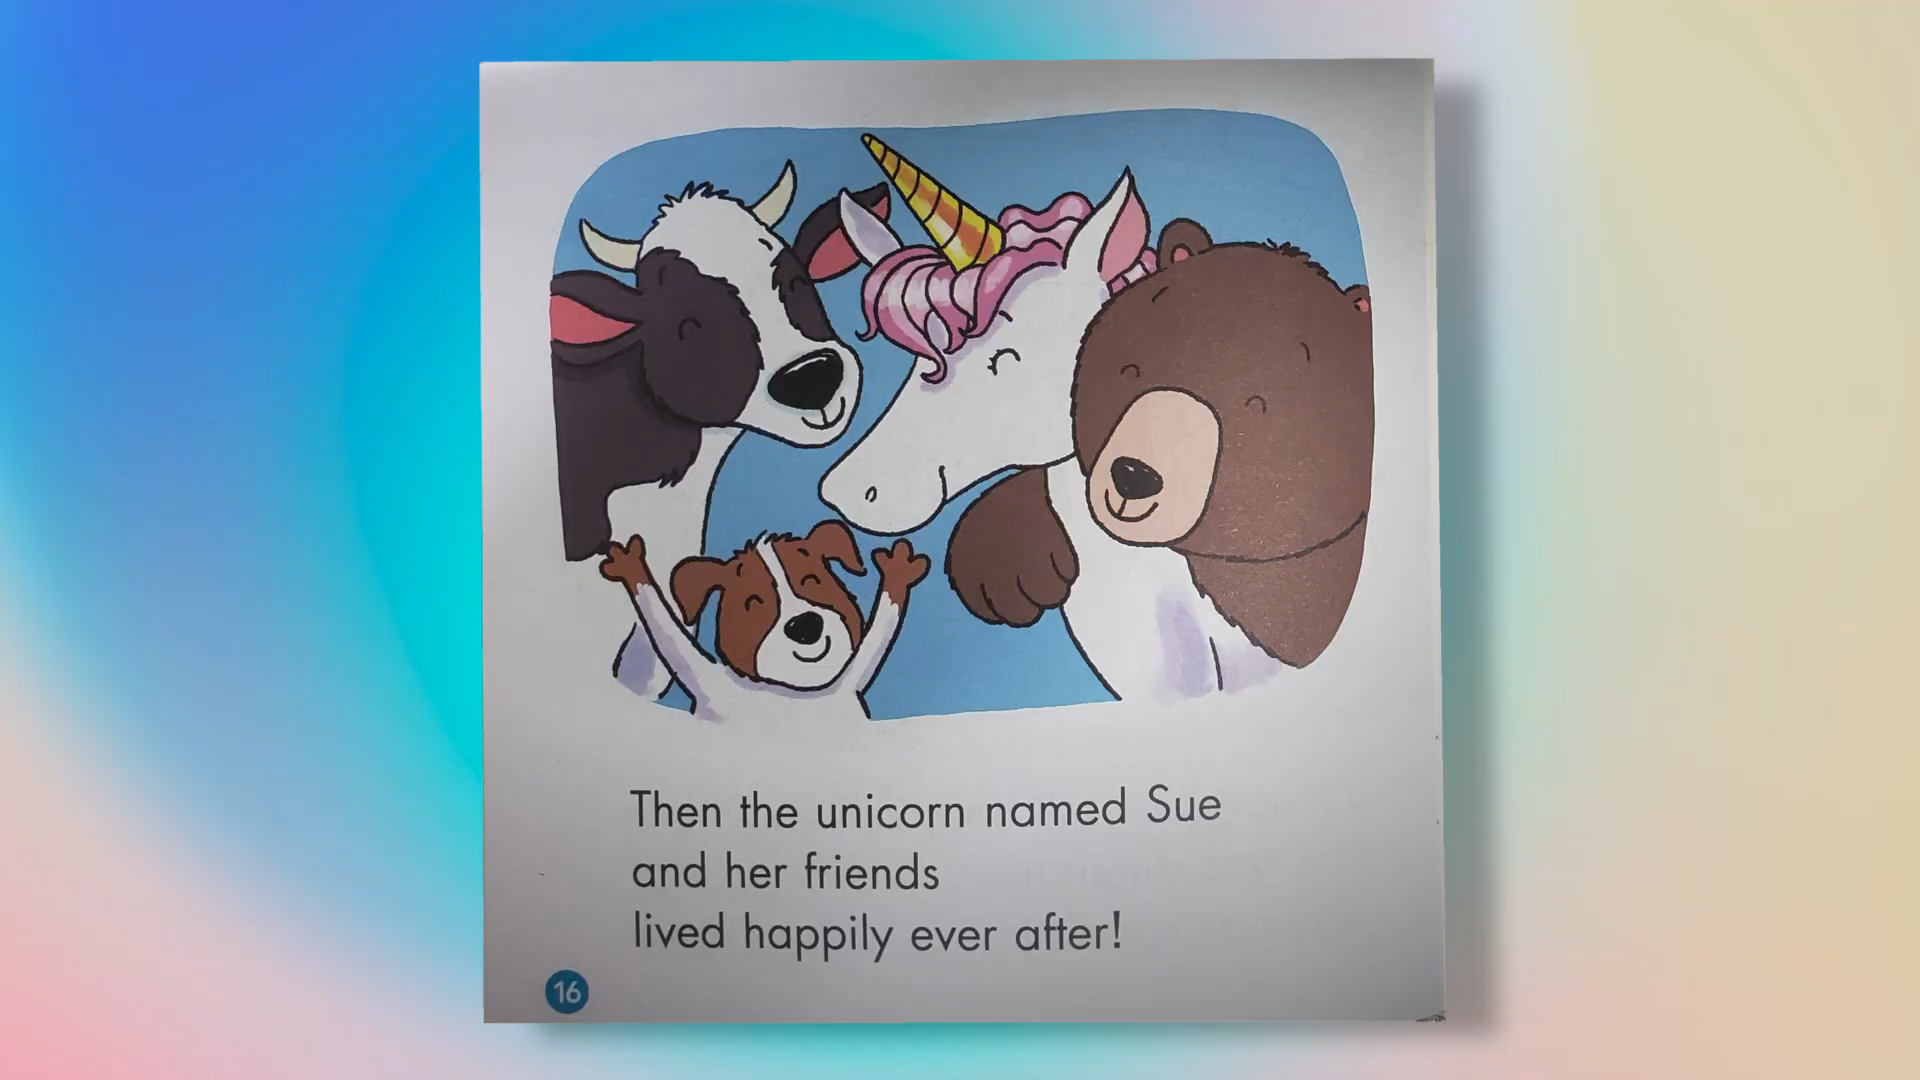 Then the unicorn named Sue
and her friends
lived happily ever after!
16